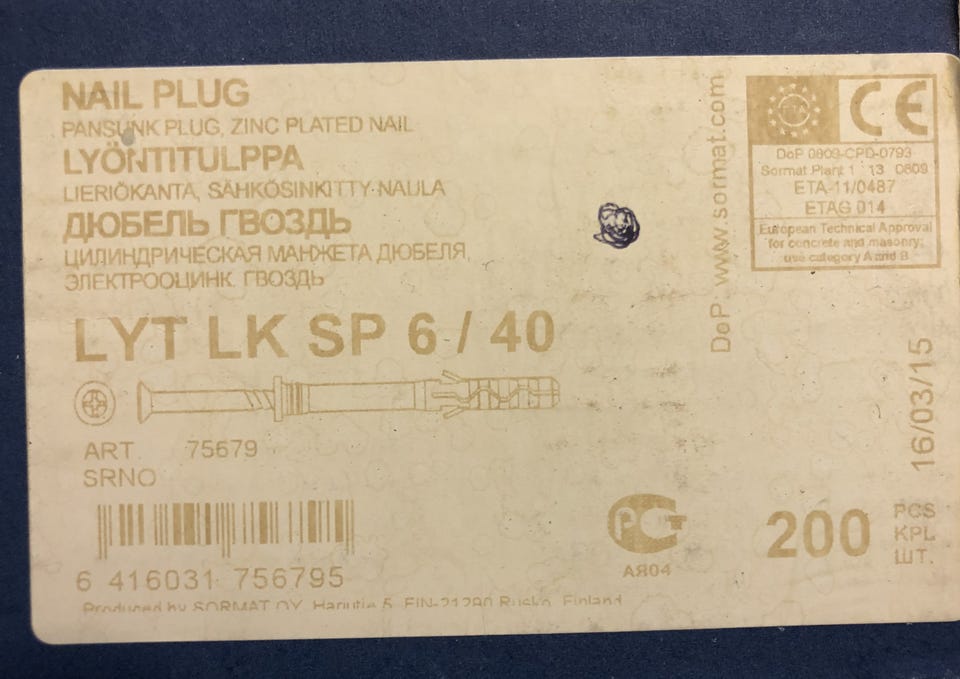 NAIL PLUG
PANSUNK PLUG, ZINC PLATED NAIL
LYÖNTITULPPA
LIERIÖKANTA, SÄHKÖSINKITTY NAULA
ДЮБЕЛЬ ГВОЗДЬ
ЦИЛИНДРИЧЕСКАЯ МАНЖЕТА ДЮБЕЛЯ,
ЭЛЕКТРООЦИНК. ГВОЗДЬ
LYT LK SP 6 / 40
ART 75679
SRNO
6 416031 756795
Produced by SORMAT OY, Harjutie 5, FIN-21290 Rusko, Finland
DoP: www.sormat.com
CE
DoP 0809-CPD-0793
Sormat Plant 1 13 0809
ETA-11/0487
ETAG 014
European Technical Approval
for concrete and masonry;
use category A and B
16/03/15
РСТ
АЯ04
200
PCS
KPL
ШТ.